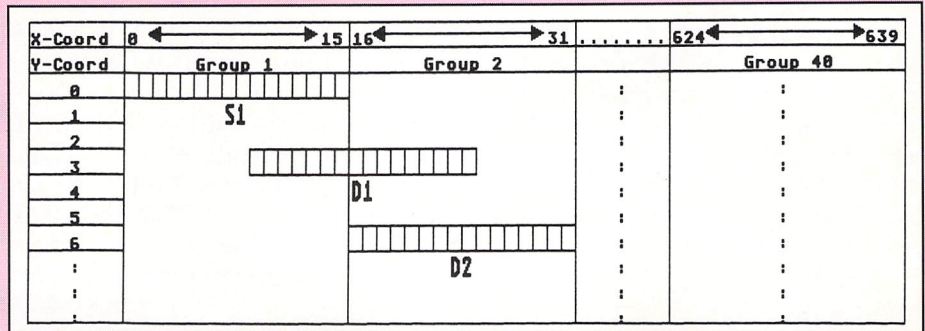 X-Coord 0 15 16 31 ........ 624 639
Y-Coord Group 1 Group 2 Group 40
0 : :
1 S1 : :
2 : :
3 : :
4 D1 : :
5 : :
6 : :
: D2 : :
: : :
: : :